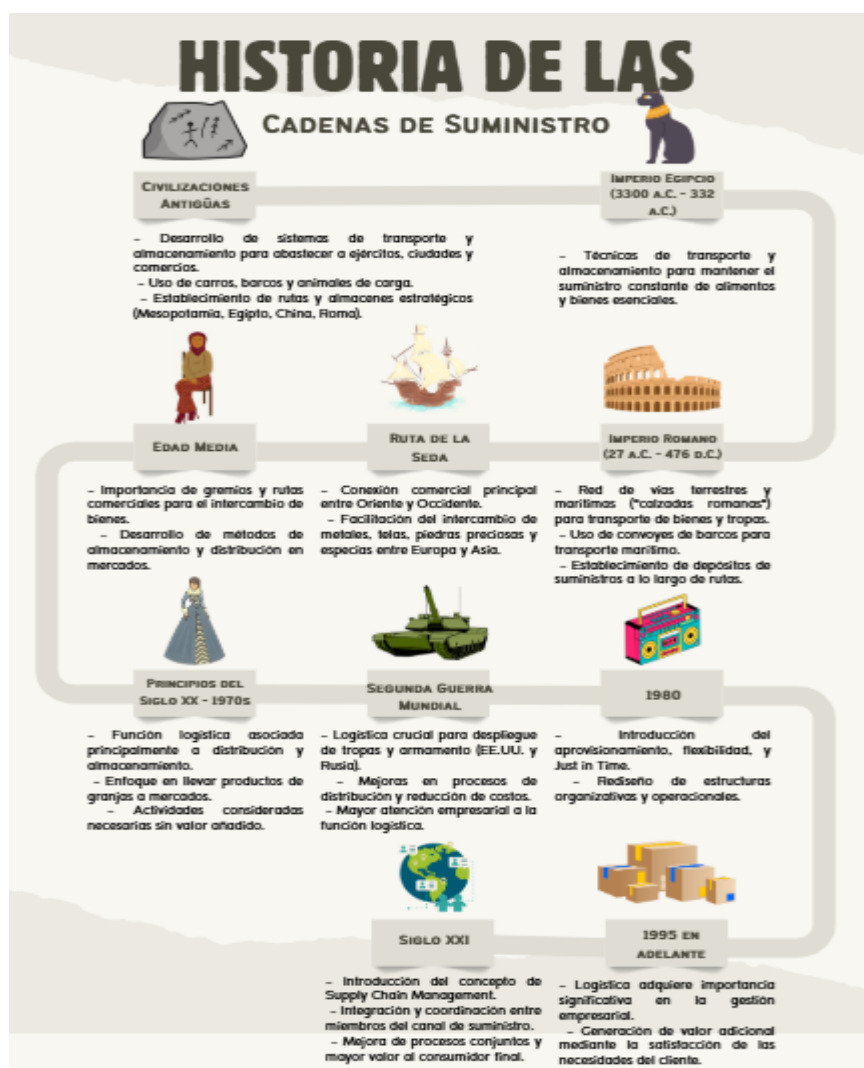 HISTORIA DE LAS
CADENAS DE SUMINISTRO
CIVILIZACIONES
ANTIGÜAS
– Desarrollo de sistemas de transporte y
almacenamiento para abastecer a ejércitos, ciudades y
comercios.
– Uso de carros, barcos y animales de carga.
– Establecimiento de rutas y almacenes estratégicos
(Mesopotamia, Egipto, China, Roma).
IMPERIO EGIPCIO
(3300 A.C. – 332
A.C.)
– Técnicas de transporte y
almacenamiento para mantener el
suministro constante de alimentos
y bienes esenciales.
IMPERIO ROMANO
(27 A.C. – 476 D.C.)
– Red de vías terrestres y
marítimas ("calzadas romanas")
para transporte de bienes y tropas.
– Uso de convoyes de barcos para
transporte marítimo.
– Establecimiento de depósitos de
suministros a lo largo de rutas.
RUTA DE LA
SEDA
– Conexión comercial principal
entre Oriente y Occidente.
– Facilitación del intercambio de
metales, telas, piedras preciosas y
especias entre Europa y Asia.
EDAD MEDIA
– Importancia de gremios y rutas
comerciales para el intercambio de
bienes.
– Desarrollo de métodos de
almacenamiento y distribución en
mercados.
PRINCIPIOS DEL
SIGLO XX – 1970S
– Función logística asociada
principalmente a distribución y
almacenamiento.
– Enfoque en llevar productos de
granjas a mercados.
– Actividades consideradas
necesarias sin valor añadido.
SEGUNDA GUERRA
MUNDIAL
– Logística crucial para despliegue
de tropas y armamento (EE.UU. y
Rusia).
– Mejoras en procesos de
distribución y reducción de costos.
– Mayor atención empresarial a la
función logística.
1980
– Introducción del
aprovisionamiento, flexibilidad, y
Just in Time.
– Rediseño de estructuras
organizativas y operacionales.
1995 EN
ADELANTE
– Logística adquiere importancia
significativa en la gestión
empresarial.
– Generación de valor adicional
mediante la satisfacción de las
necesidades del cliente.
SIGLO XXI
– Introducción del concepto de
Supply Chain Management.
– Integración y coordinación entre
miembros del canal de suministro.
– Mejora de procesos conjuntos y
mayor valor al consumidor final.